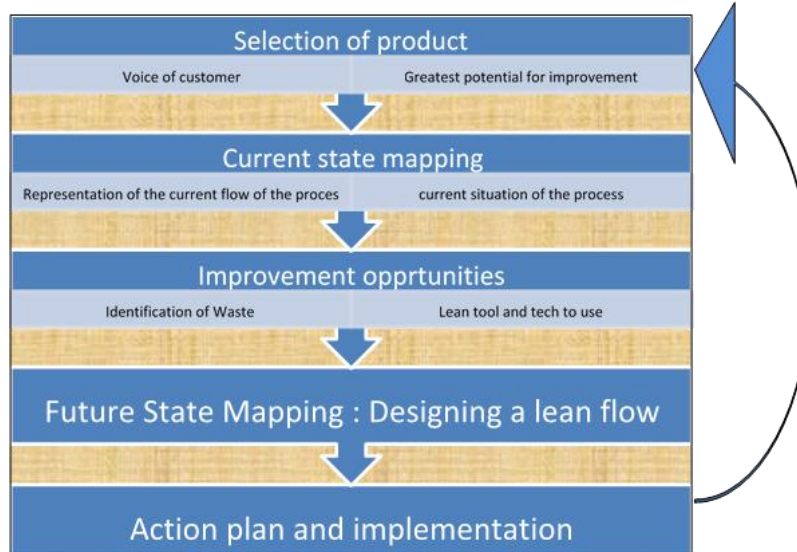 Selection of product
Voice of customer
Greatest potential for improvement
Current state mapping
Representation of the current flow of the proces
current situation of the process
Improvement opprtunities
Identification of Waste
Lean tool and tech to use
Future State Mapping : Designing a lean flow
Action plan and implementation